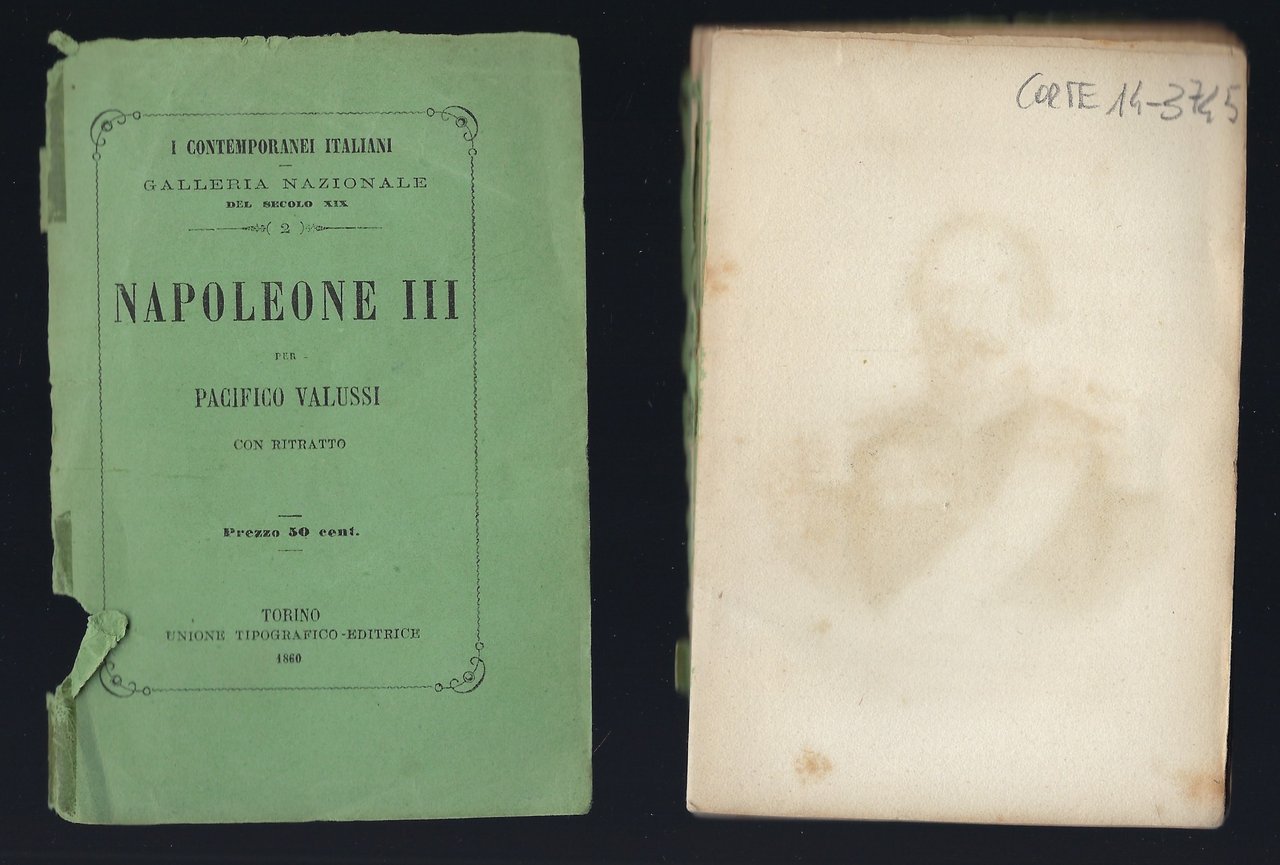 I CONTEMPORANEI ITALIANI
GALLERIA NAZIONALE
DEL SECOLO XIX
( 2 )
NAPOLEONE III
PER
PACIFICO VALUSSI
CON RITRATTO
Prezzo 50 cent.
TORINO
UNIONE TIPOGRAFICO-EDITRICE
1860
CORTE 14-3745